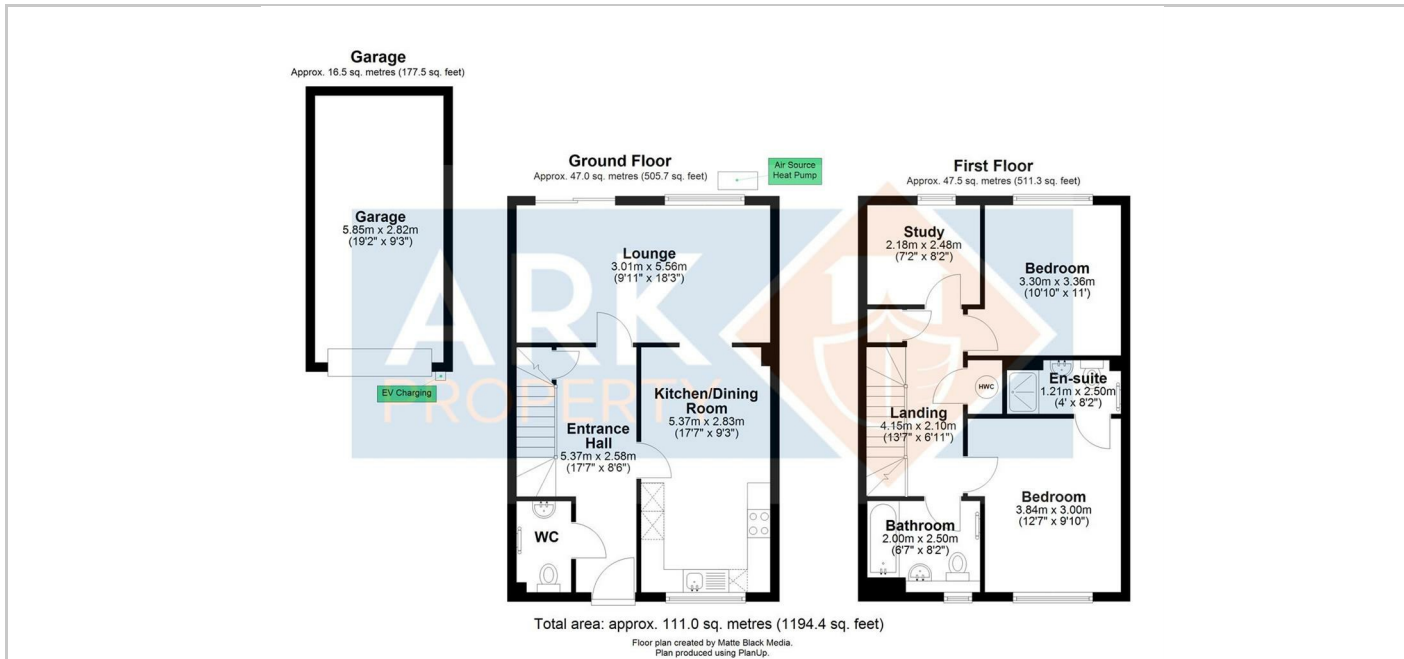 Garage
Approx. 16.5 sq. metres (177.5 sq. feet)
Garage
5.85m x 2.82m
(19'2" x 9'3")
EV Charging
Ground Floor
Approx. 47.0 sq. metres (505.7 sq. feet)
Air Source
Heat Pump
Lounge
3.01m x 5.56m
(9'11" x 18'3")
Kitchen/Dining
Room
5.37m x 2.83m
(17'7" x 9'3")
Entrance
Hall
5.37m x 2.58m
(17'7" x 8'6")
WC
First Floor
Approx. 47.5 sq. metres (511.3 sq. feet)
Study
2.18m x 2.48m
(7'2" x 8'2")
Bedroom
3.30m x 3.36m
(10'10" x 11')
HWC
En-suite
1.21m x 2.50m
(4' x 8'2")
Landing
4.15m x 2.10m
(13'7" x 6'11")
Bedroom
3.84m x 3.00m
(12'7" x 9'10")
Bathroom
2.00m x 2.50m
(6'7" x 8'2")
ARK
PROPERTY
Total area: approx. 111.0 sq. metres (1194.4 sq. feet)
Floor plan created by Matte Black Media.
Plan produced using PlanUp.